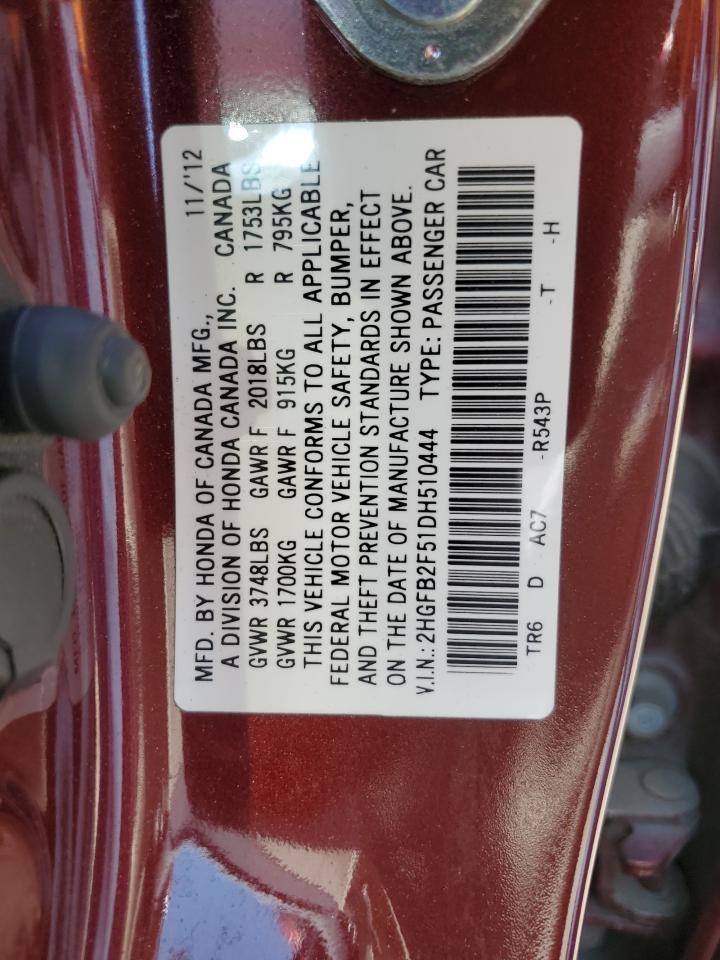 11/'12
MFD. BY HONDA OF CANADA MFG.,
A DIVISION OF HONDA CANADA INC. CANADA
GVWR 3748LBS GAWR F 2018LBS R 1753LBS
GVWR 1700KG GAWR F 915KG R 795KG
THIS VEHICLE CONFORMS TO ALL APPLICABLE
FEDERAL MOTOR VEHICLE SAFETY, BUMPER,
AND THEFT PREVENTION STANDARDS IN EFFECT
ON THE DATE OF MANUFACTURE SHOWN ABOVE.
V.I.N.: 2HGFB2F51DH510444 TYPE: PASSENGER CAR
TR6 D AC7 -R543P -T -H